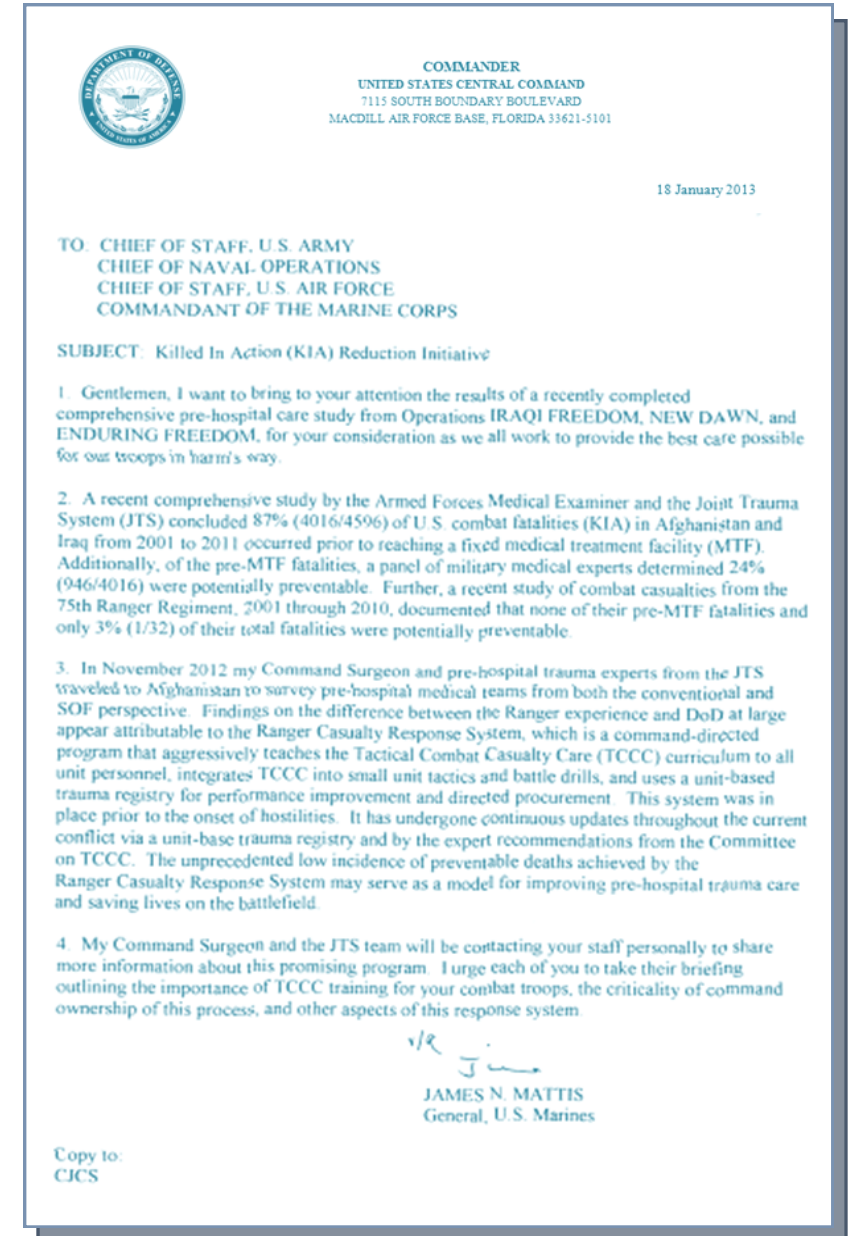 DEPARTMENT OF DEFENSE
UNITED STATES OF AMERICA
COMMANDER
UNITED STATES CENTRAL COMMAND
7115 SOUTH BOUNDARY BOULEVARD
MACDILL AIR FORCE BASE, FLORIDA 33621-5101
18 January 2013
TO. CHIEF OF STAFF, U.S. ARMY
CHIEF OF NAVAL OPERATIONS
CHIEF OF STAFF, U.S. AIR FORCE
COMMANDANT OF THE MARINE CORPS
SUBJECT: Killed In Action (KIA) Reduction Initiative
1. Gentlemen, I want to bring to your attention the results of a recently completed
comprehensive pre-hospital care study from Operations IRAQI FREEDOM, NEW DAWN, and
ENDURING FREEDOM, for your consideration as we all work to provide the best care possible
for our troops in harm's way.
2. A recent comprehensive study by the Armed Forces Medical Examiner and the Joint Trauma
System (JTS) concluded 87% (4016/4596) of U.S. combat fatalities (KIA) in Afghanistan and
Iraq from 2001 to 2011 occurred prior to reaching a fixed medical treatment facility (MTF).
Additionally, of the pre-MTF fatalities, a panel of military medical experts determined 24%
(946/4016) were potentially preventable. Further, a recent study of combat casualties from the
75th Ranger Regiment, 2001 through 2010, documented that none of their pre-MTF fatalities and
only 3% (1/32) of their total fatalities were potentially preventable.
3. In November 2012 my Command Surgeon and pre-hospital trauma experts from the JTS
traveled to Afghanistan to survey pre-hospital medical teams from both the conventional and
SOF perspective. Findings on the difference between the Ranger experience and DoD at large
appear attributable to the Ranger Casualty Response System, which is a command-directed
program that aggressively teaches the Tactical Combat Casualty Care (TCCC) curriculum to all
unit personnel, integrates TCCC into small unit tactics and battle drills, and uses a unit-based
trauma registry for performance improvement and directed procurement. This system was in
place prior to the onset of hostilities. It has undergone continuous updates throughout the current
conflict via a unit-base trauma registry and by the expert recommendations from the Committee
on TCCC. The unprecedented low incidence of preventable deaths achieved by the
Ranger Casualty Response System may serve as a model for improving pre-hospital trauma care
and saving lives on the battlefield.
4. My Command Surgeon and the JTS team will be contacting your staff personally to share
more information about this promising program. I urge each of you to take their briefing
outlining the importance of TCCC training for your combat troops, the criticality of command
ownership of this process, and other aspects of this response system.
v/R
Jim
JAMES N. MATTIS
General, U.S. Marines
Copy to:
CJCS